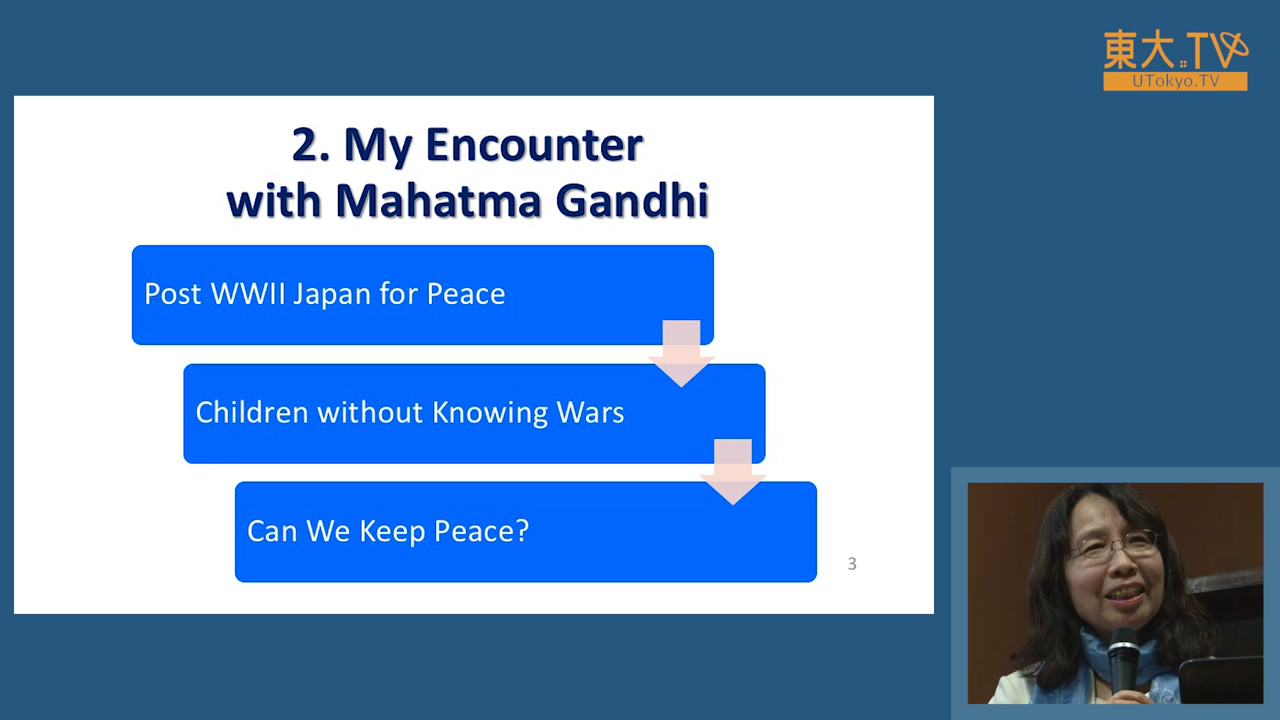 東大.TV
UTokyo.TV
2. My Encounter
with Mahatma Gandhi
Post WWII Japan for Peace
Children without Knowing Wars
Can We Keep Peace?
3